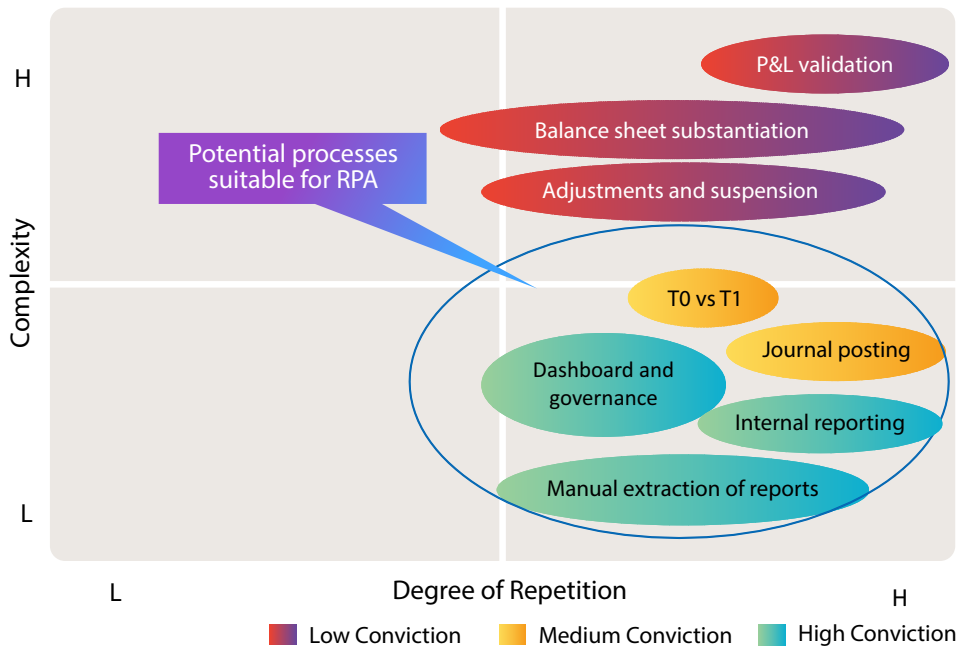 H
P&L validation
Balance sheet substantiation
Potential processes
suitable for RPA
Adjustments and suspension
Complexity
T0 vs T1
Journal posting
Dashboard and
governance
Internal reporting
Manual extraction of reports
L
L
Degree of Repetition
H
Low Conviction
Medium Conviction
High Conviction